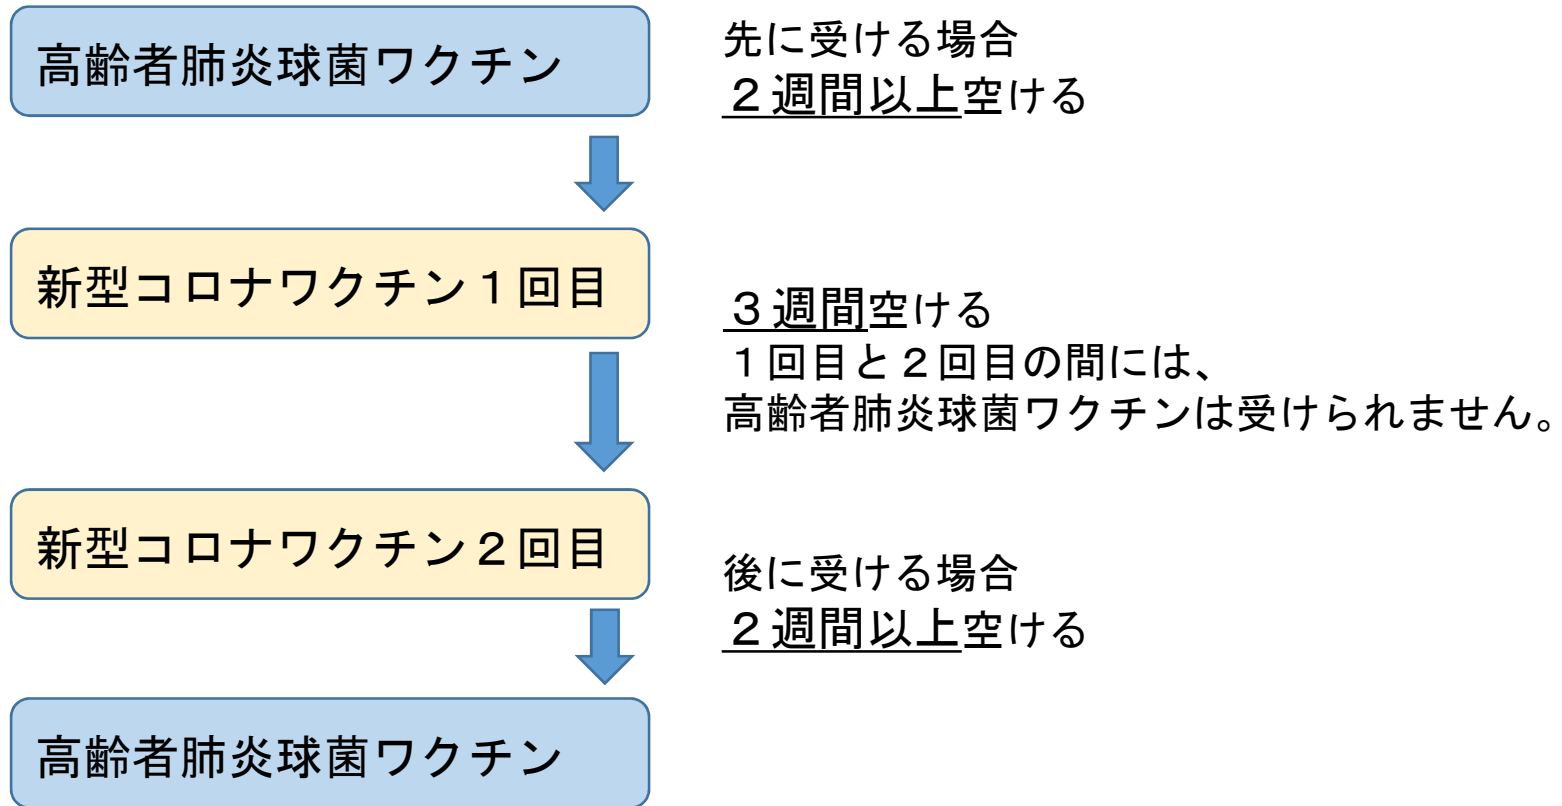 高齢者肺炎球菌ワクチン
先に受ける場合
２週間以上空ける
新型コロナワクチン１回目
３週間空ける
１回目と２回目の間には、
高齢者肺炎球菌ワクチンは受けられません。
新型コロナワクチン２回目
後に受ける場合
２週間以上空ける
高齢者肺炎球菌ワクチン